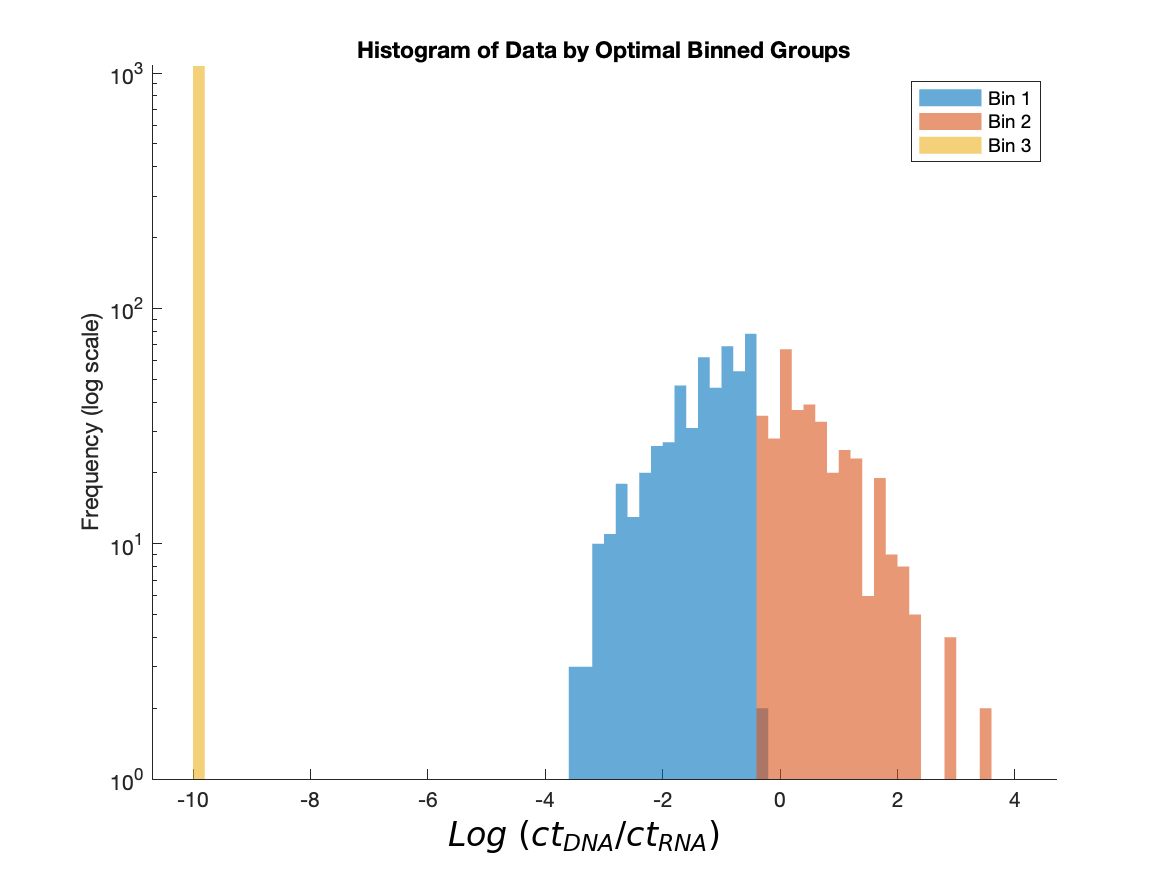 Histogram of Data by Optimal Binned Groups
Bin 1
Bin 2
Bin 3
Frequency (log scale)
10³
10²
10¹
10⁰
-10 -8 -6 -4 -2 0 2 4
Log (ct_DNA/ct_RNA)